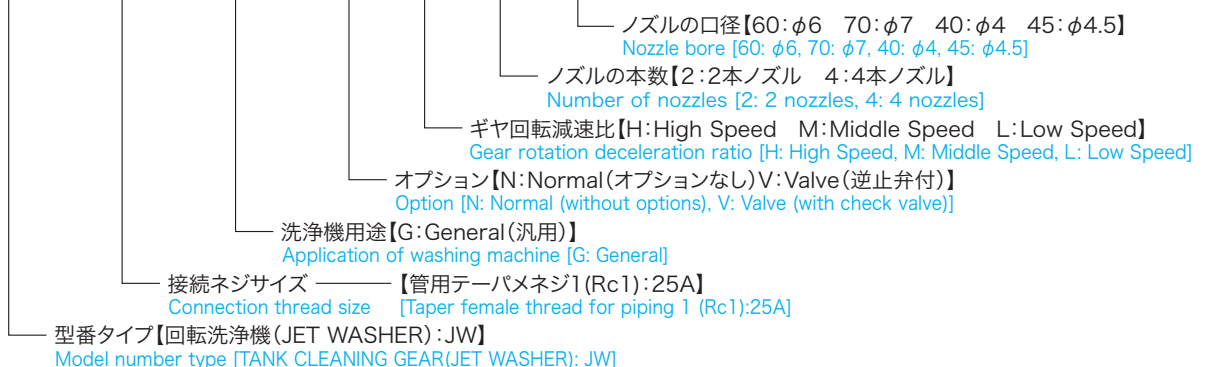 ノズルの口径【60：φ6　70：φ7　40：φ4　45：φ4.5】
Nozzle bore [60: φ6, 70: φ7, 40: φ4, 45: φ4.5]
ノズルの本数【2：2本ノズル　4：4本ノズル】
Number of nozzles [2: 2 nozzles, 4: 4 nozzles]
ギヤ回転減速比【H：High Speed　M：Middle Speed　L：Low Speed】
Gear rotation deceleration ratio [H: High Speed, M: Middle Speed, L: Low Speed]
オプション【N：Normal（オプションなし）V：Valve（逆止弁付）】
Option [N: Normal (without options), V: Valve (with check valve)]
洗浄機用途【G：General（汎用）】
Application of washing machine [G: General]
接続ネジサイズ 【管用テーパメネジ1(Rc1)：25A】
Connection thread size [Taper female thread for piping 1 (Rc1):25A]
型番タイプ【回転洗浄機（JET WASHER）：JW】
Model number type [TANK CLEANING GEAR(JET WASHER): JW]